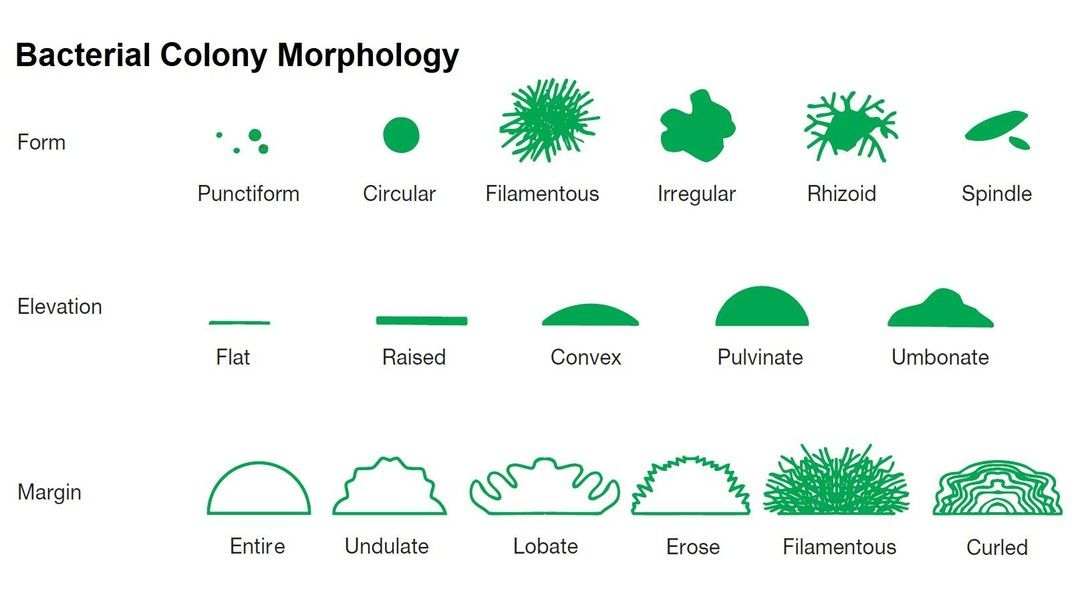 Bacterial Colony Morphology
Form
Punctiform Circular Filamentous Irregular Rhizoid Spindle
Elevation
Flat Raised Convex Pulvinate Umbonate
Margin
Entire Undulate Lobate Erose Filamentous Curled